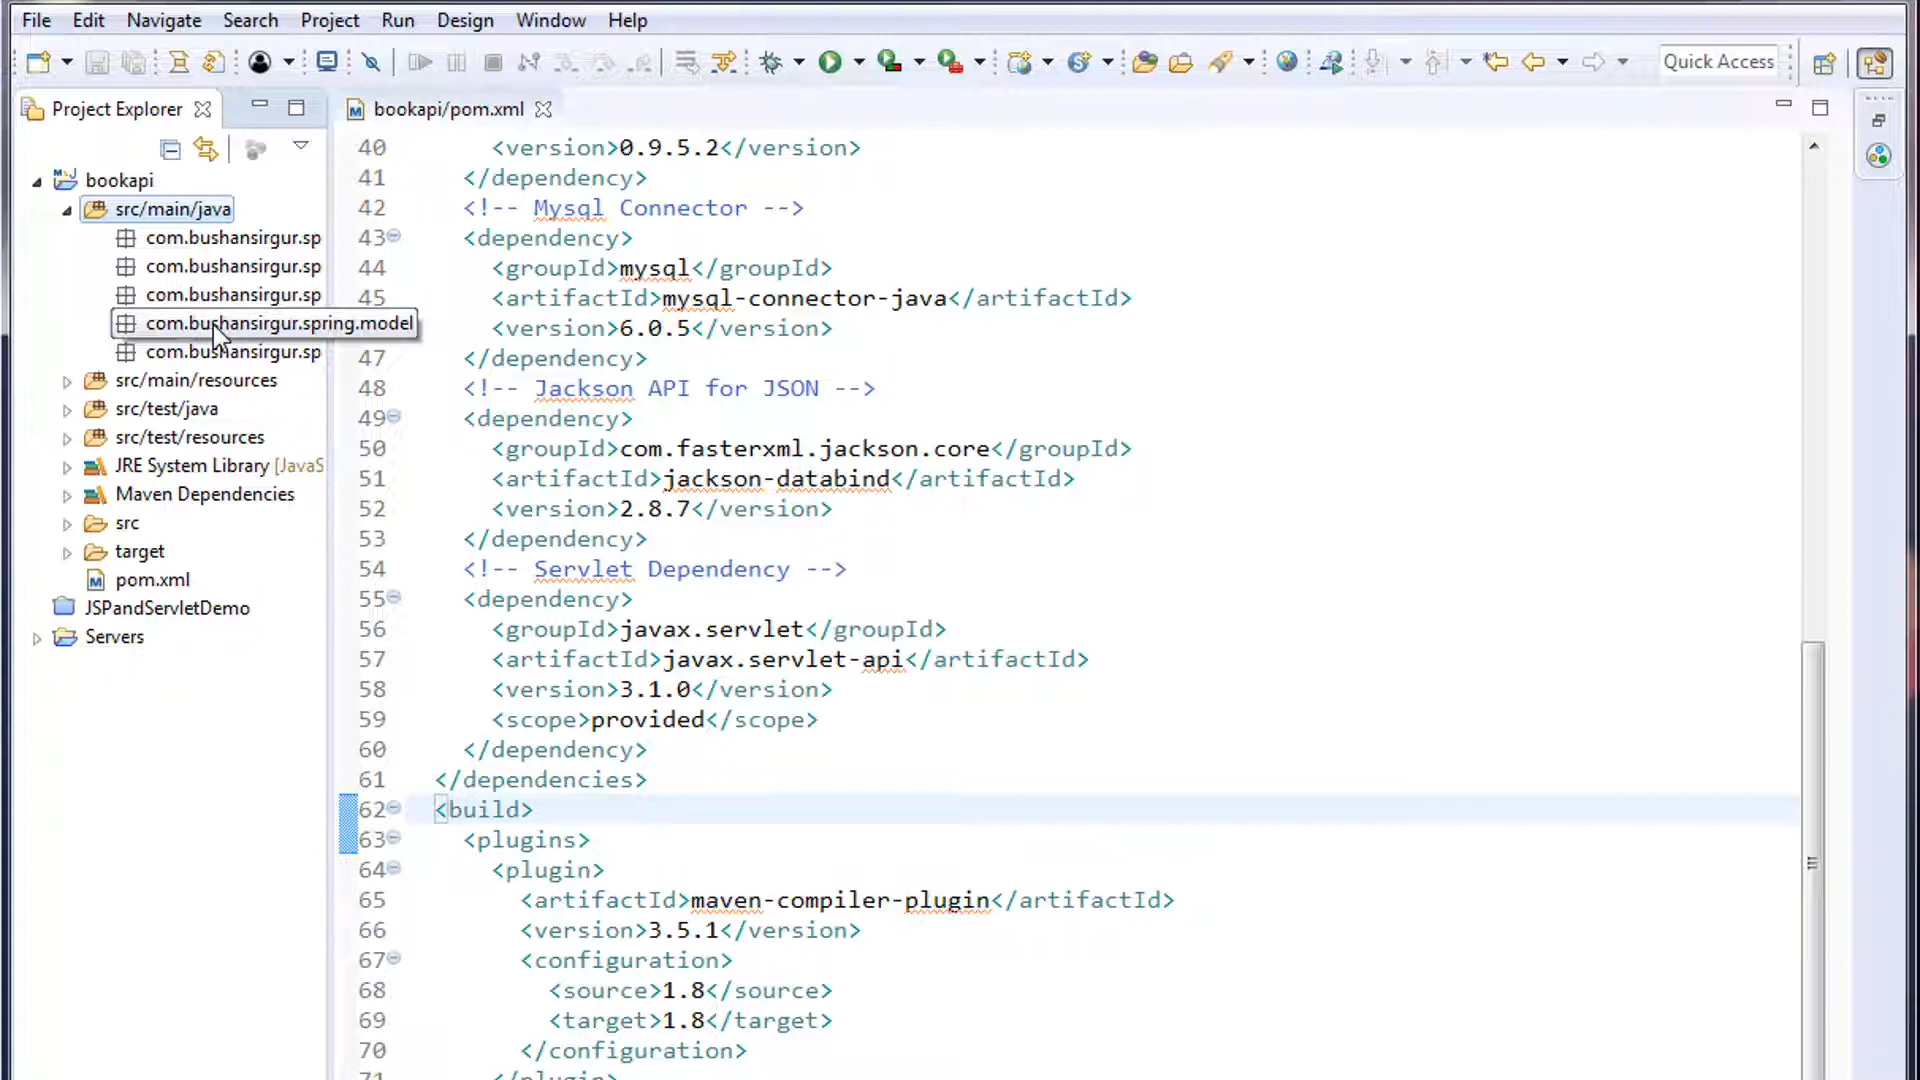 File Edit Navigate Search Project Run Design Window Help
Quick Access
Project Explorer
bookapi/pom.xml
bookapi
src/main/java
com.bushansirgur.sp
com.bushansirgur.sp
com.bushansirgur.sp
com.bushansirgur.spring.model
com.bushansirgur.sp
src/main/resources
src/test/java
src/test/resources
JRE System Library [JavaS
Maven Dependencies
src
target
pom.xml
JSPandServletDemo
Servers
40 <version>0.9.5.2</version>
41 </dependency>
42 <!-- Mysql Connector -->
43 <dependency>
44 <groupId>mysql</groupId>
45 <artifactId>mysql-connector-java</artifactId>
<version>6.0.5</version>
47 </dependency>
48 <!-- Jackson API for JSON -->
49 <dependency>
50 <groupId>com.fasterxml.jackson.core</groupId>
51 <artifactId>jackson-databind</artifactId>
52 <version>2.8.7</version>
53 </dependency>
54 <!-- Servlet Dependency -->
55 <dependency>
56 <groupId>javax.servlet</groupId>
57 <artifactId>javax.servlet-api</artifactId>
58 <version>3.1.0</version>
59 <scope>provided</scope>
60 </dependency>
61 </dependencies>
62 <build>
63 <plugins>
64 <plugin>
65 <artifactId>maven-compiler-plugin</artifactId>
66 <version>3.5.1</version>
67 <configuration>
68 <source>1.8</source>
69 <target>1.8</target>
70 </configuration>
71 </plugin>